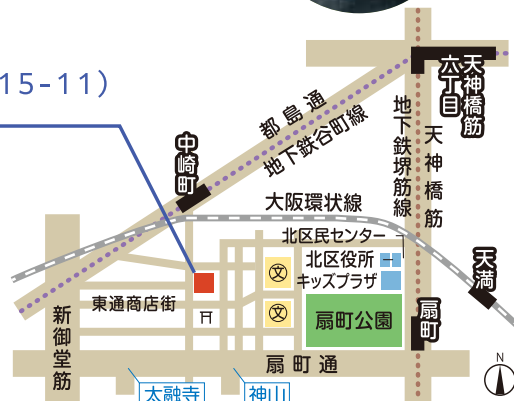 15-11）
天神橋筋
六丁目
都島通
地下鉄谷町線
中崎町
地下鉄堺筋線
天神橋筋
大阪環状線
北区民センター
北区役所
キッズプラザ
天満
文
文
東通商店街
扇町公園
扇町
新御堂筋
扇町通
太融寺
神山
N